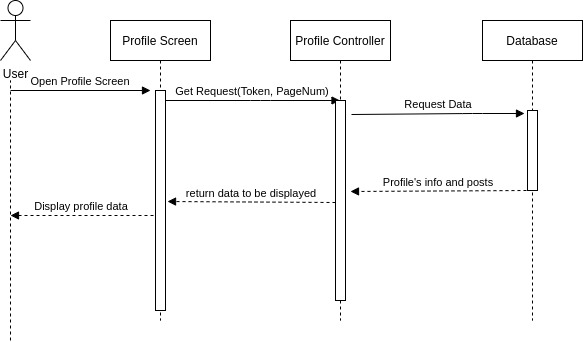 Profile Screen
Profile Controller
Database
User
Open Profile Screen
Get Request(Token, PageNum)
Request Data
Profile's info and posts
return data to be displayed
Display profile data